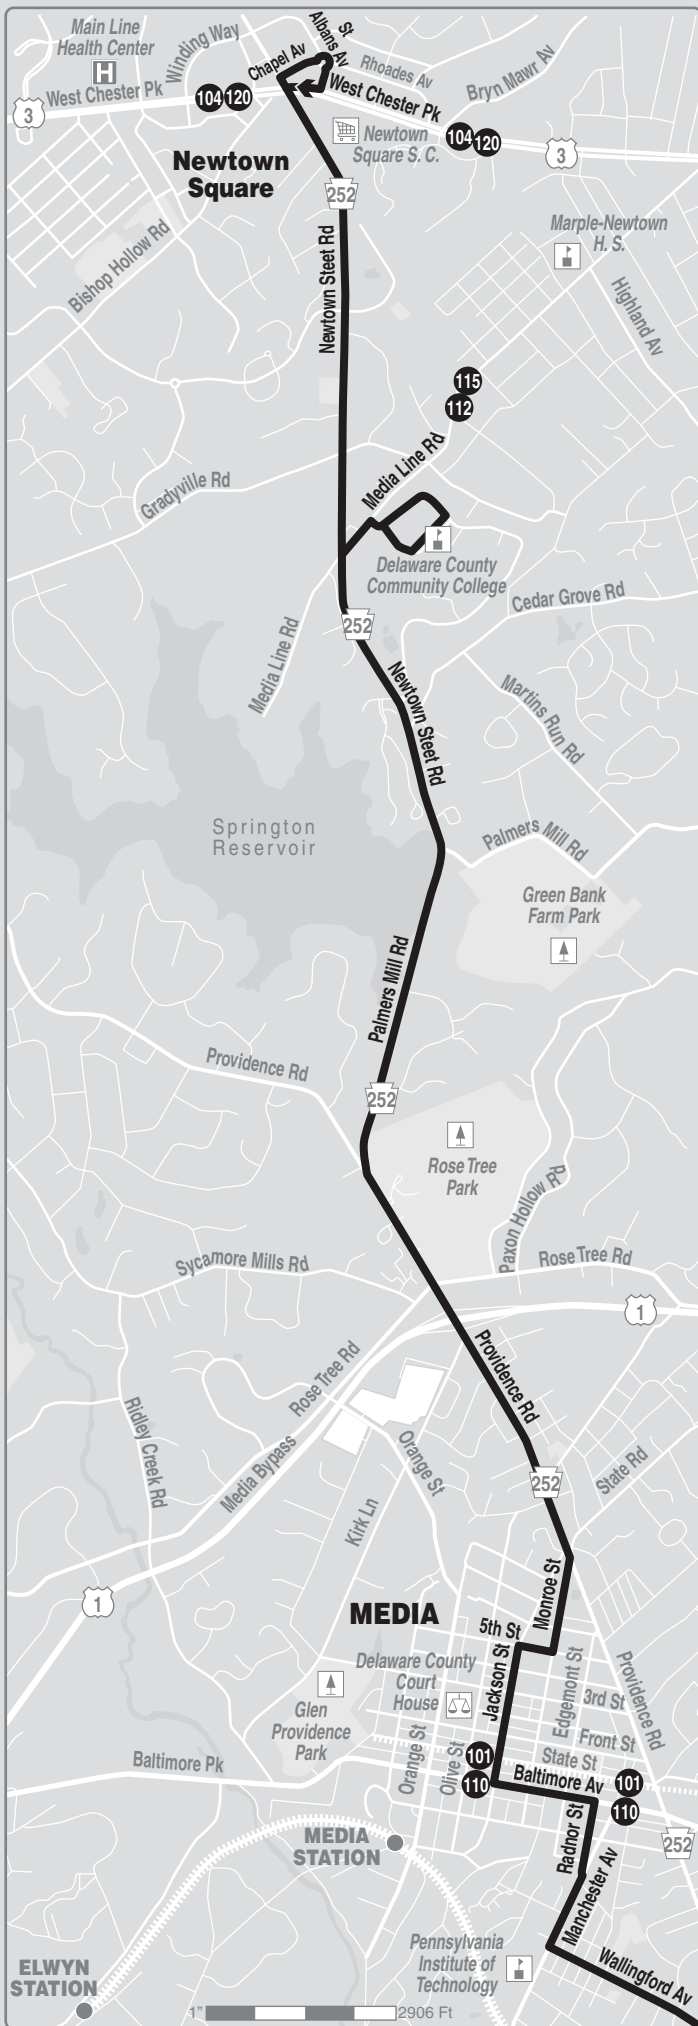 Main Line
Health Center
H
Winding Way
Chapel Av
St
Albans Av
Rhoades Av
Bryn Mawr Av
West Chester Pk
3
104 120
West Chester Pk
Newtown
Square S. C.
104 120
3
Newtown
Square
252
Marple-Newtown
H. S.
Bishop Hollow Rd
Newtown Street Rd
Highland Av
115
112
Media Line Rd
Gradyville Rd
Delaware County
Community College
Cedar Grove Rd
252
Media Line Rd
Newtown Street Rd
Martins Run Rd
Springton
Reservoir
Palmers Mill Rd
Green Bank
Farm Park
Palmers Mill Rd
Providence Rd
252
Rose Tree
Park
Paxon Hollow Rd
Sycamore Mills Rd
Rose Tree Rd
1
Providence Rd
Rose Tree Rd
Ridley Creek Rd
Media Bypass
Orange St
State Rd
252
Kirk Ln
1
MEDIA
Monroe St
5th St
Jackson St
Delaware County
Court
House
Edgemont St
Providence Rd
3rd St
Glen
Providence
Park
Front St
Orange St
Olive St
State St
Baltimore Pk
101
110
Baltimore Av
101
110
Radnor St
252
MEDIA
STATION
Manchester Av
Pennsylvania
Institute of
Technology
Wallingford Av
ELWYN
STATION
1" 2906 Ft